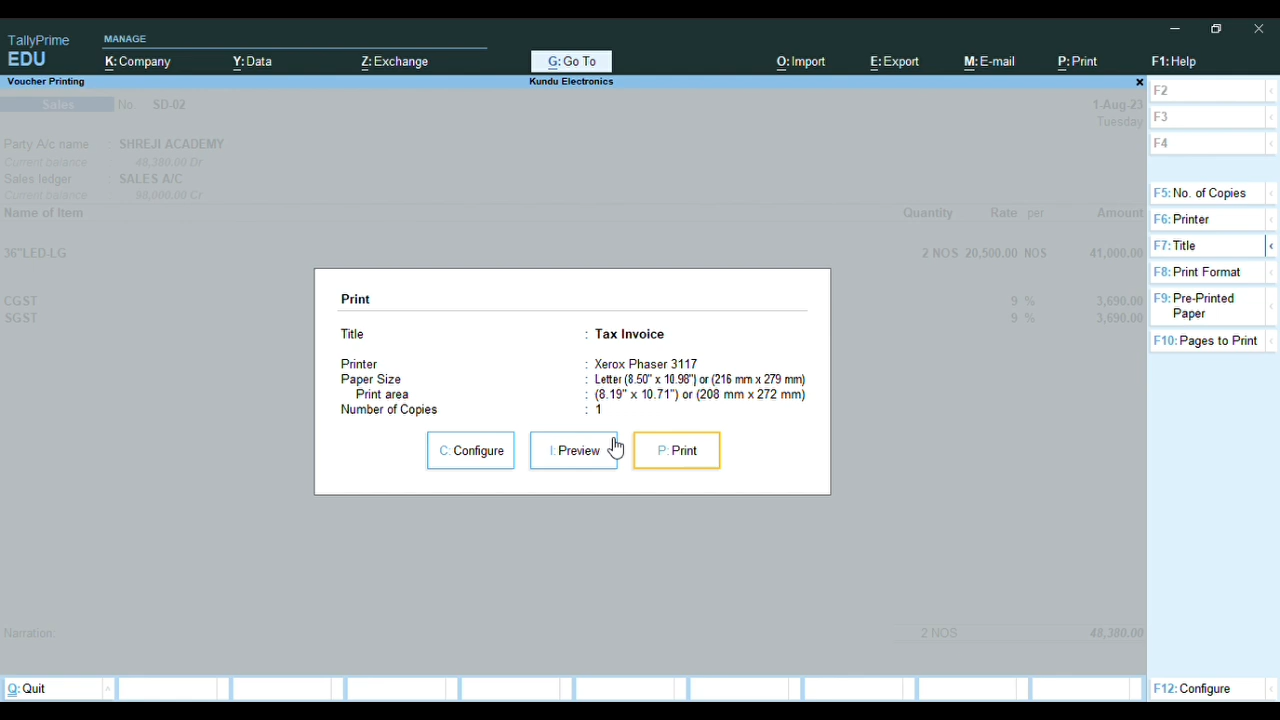 TallyPrime
EDU
MANAGE
K: Company Y: Data Z: Exchange G: Go To O: Import E: Export M: E-mail P: Print F1: Help
Voucher Printing Kundu Electronics ×
Sales No. SD-02 1-Aug-23
Tuesday
Party A/c name : SHREJI ACADEMY
Current balance : 48,380.00 Dr
Sales ledger : SALES A/C
Current balance : 98,000.00 Cr
Name of Item Quantity Rate per Amount
36"LED-LG 2 NOS 20,500.00 NOS 41,000.00
CGST 9 % 3,690.00
SGST 9 % 3,690.00
Print
Title : Tax Invoice
Printer : Xerox Phaser 3117
Paper Size : Letter (8.50" x 10.98") or (216 mm x 279 mm)
Print area : (8.19" x 10.71") or (208 mm x 272 mm)
Number of Copies : 1
C: Configure I: Preview P: Print
Narration: 2 NOS 48,380.00
Q: Quit
F2
F3
F4
F5: No. of Copies
F6: Printer
F7: Title
F8: Print Format
F9: Pre-Printed
Paper
F10: Pages to Print
F12: Configure